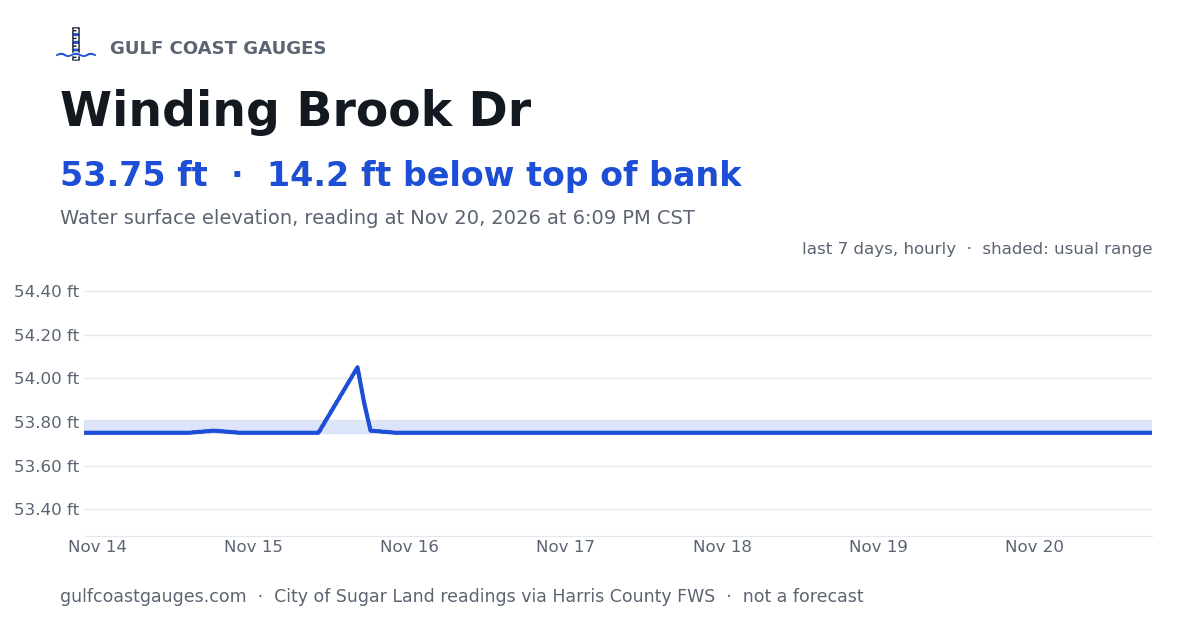 GULF COAST GAUGES
Winding Brook Dr
53.75 ft · 14.2 ft below top of bank
Water surface elevation, reading at Nov 20, 2026 at 6:09 PM CST
last 7 days, hourly · shaded: usual range
54.40 ft
54.20 ft
54.00 ft
53.80 ft
53.60 ft
53.40 ft
Nov 14 Nov 15 Nov 16 Nov 17 Nov 18 Nov 19 Nov 20
gulfcoastgauges.com · City of Sugar Land readings via Harris County FWS · not a forecast